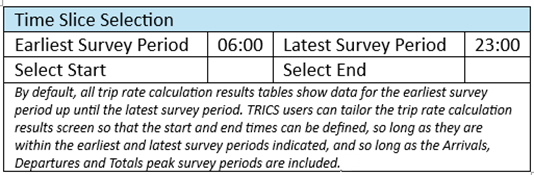 Time Slice Selection
Earliest Survey Period 06:00 Latest Survey Period 23:00
Select Start Select End
By default, all trip rate calculation results tables show data for the earliest survey
period up until the latest survey period. TRICS users can tailor the trip rate calculation
results screen so that the start and end times can be defined, so long as they are
within the earliest and latest survey periods indicated, and so long as the Arrivals,
Departures and Totals peak survey periods are included.